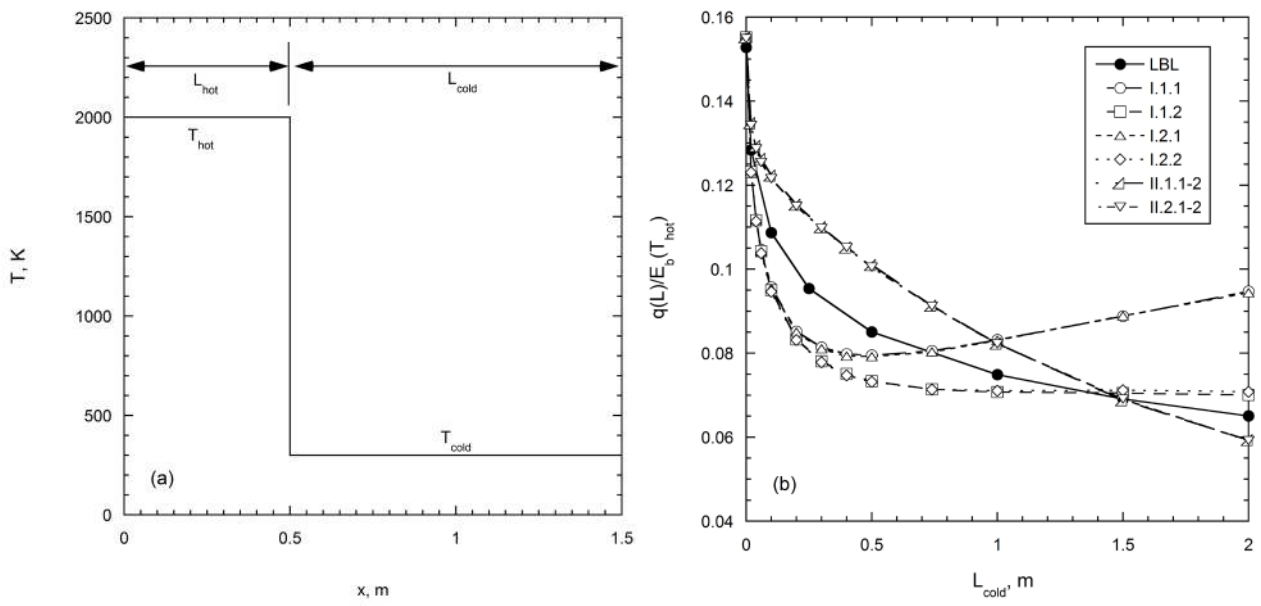 2500
2000
1500
1000
500
0
T, K
L_hot
L_cold
T_hot
T_cold
(a)
0
0.5
1
1.5
x, m
0.16
0.16
0.14
0.12
0.1
0.08
0.06
0.04
q(L)/E_b(T_hot)
LBL
I.1.1
I.1.2
I.2.1
I.2.2
II.1.1-2
II.2.1-2
(b)
0
0.5
1
1.5
2
L_cold, m